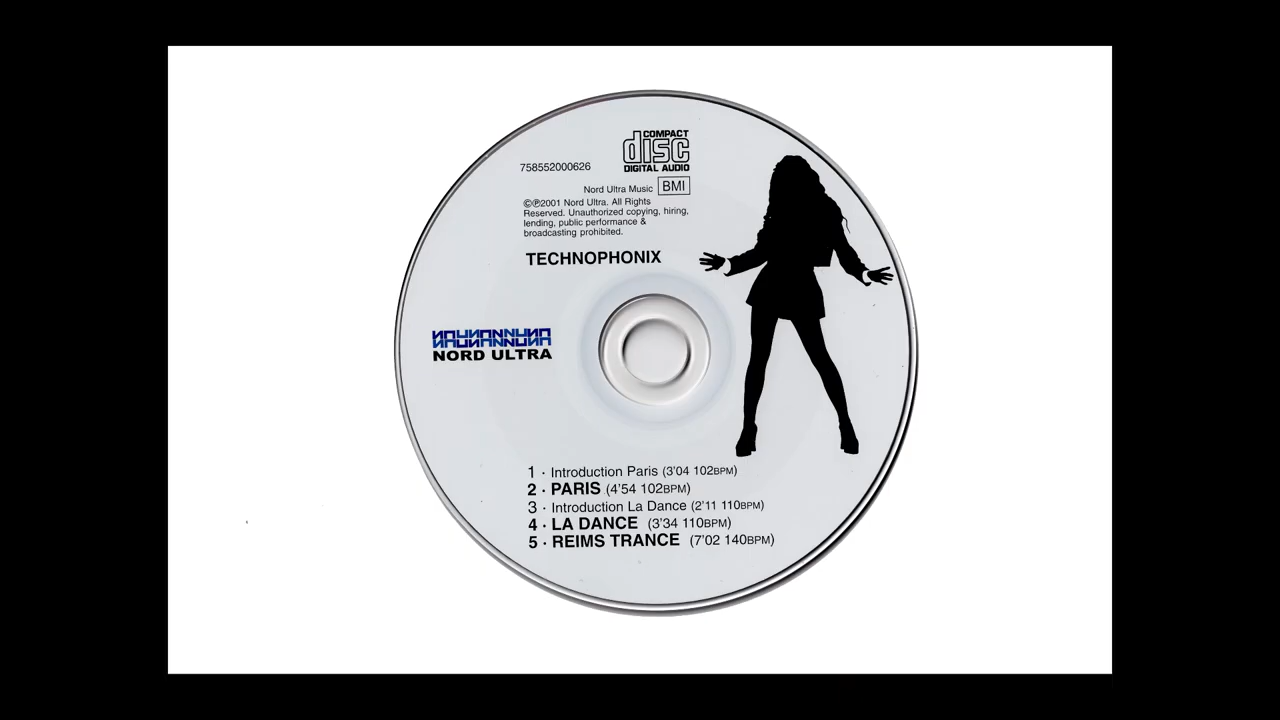 COMPACT
disc
DIGITAL AUDIO
758552000626
Nord Ultra Music BMI
©℗2001 Nord Ultra. All Rights
Reserved. Unauthorized copying, hiring,
lending, public performance &
broadcasting prohibited.
TECHNOPHONIX
NORD ULTRA
1 · Introduction Paris (3'04 102BPM)
2 · PARIS (4'54 102BPM)
3 · Introduction La Dance (2'11 110BPM)
4 · LA DANCE (3'34 110BPM)
5 · REIMS TRANCE (7'02 140BPM)